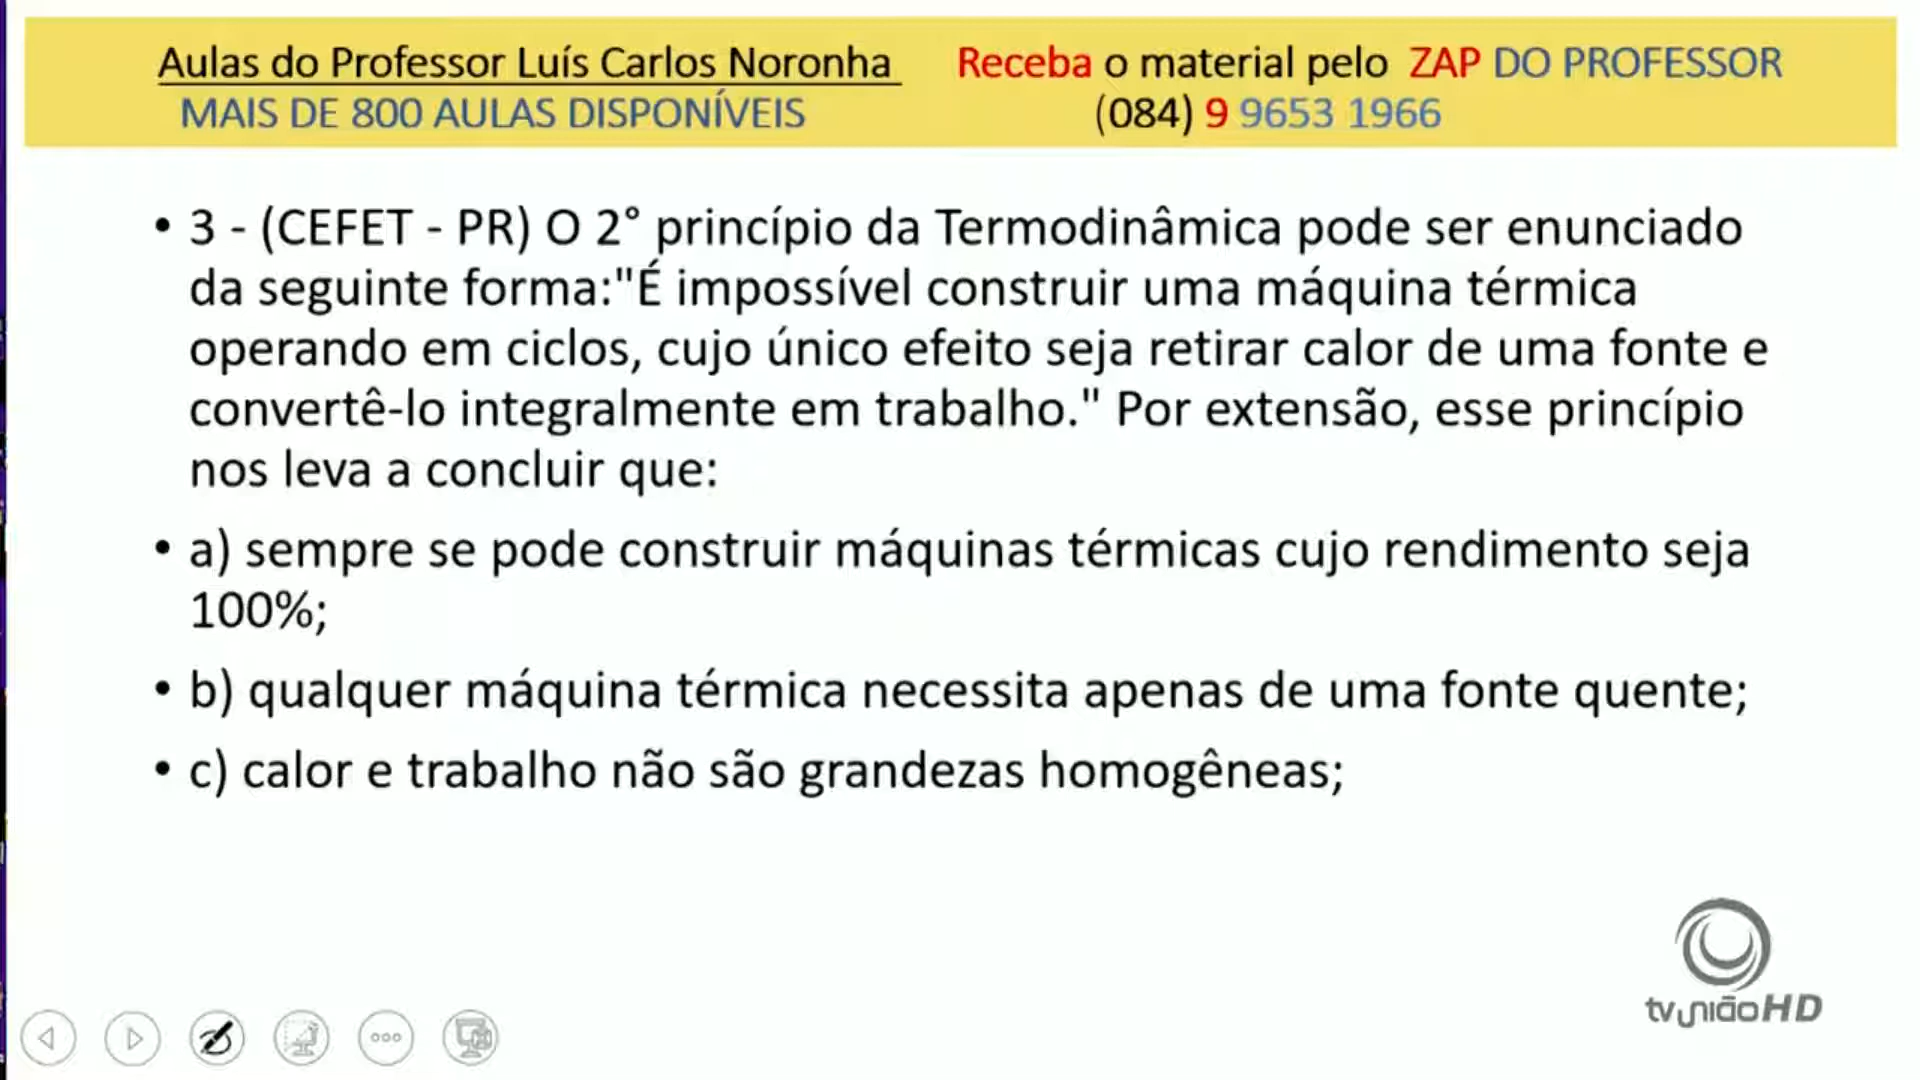 Aulas do Professor Luís Carlos Noronha Receba o material pelo ZAP DO PROFESSOR
MAIS DE 800 AULAS DISPONÍVEIS (084) 9 9653 1966
• 3 - (CEFET - PR) O 2° princípio da Termodinâmica pode ser enunciado
da seguinte forma:"É impossível construir uma máquina térmica
operando em ciclos, cujo único efeito seja retirar calor de uma fonte e
convertê-lo integralmente em trabalho." Por extensão, esse princípio
nos leva a concluir que:
• a) sempre se pode construir máquinas térmicas cujo rendimento seja
100%;
• b) qualquer máquina térmica necessita apenas de uma fonte quente;
• c) calor e trabalho não são grandezas homogêneas;
tvuniãoHD